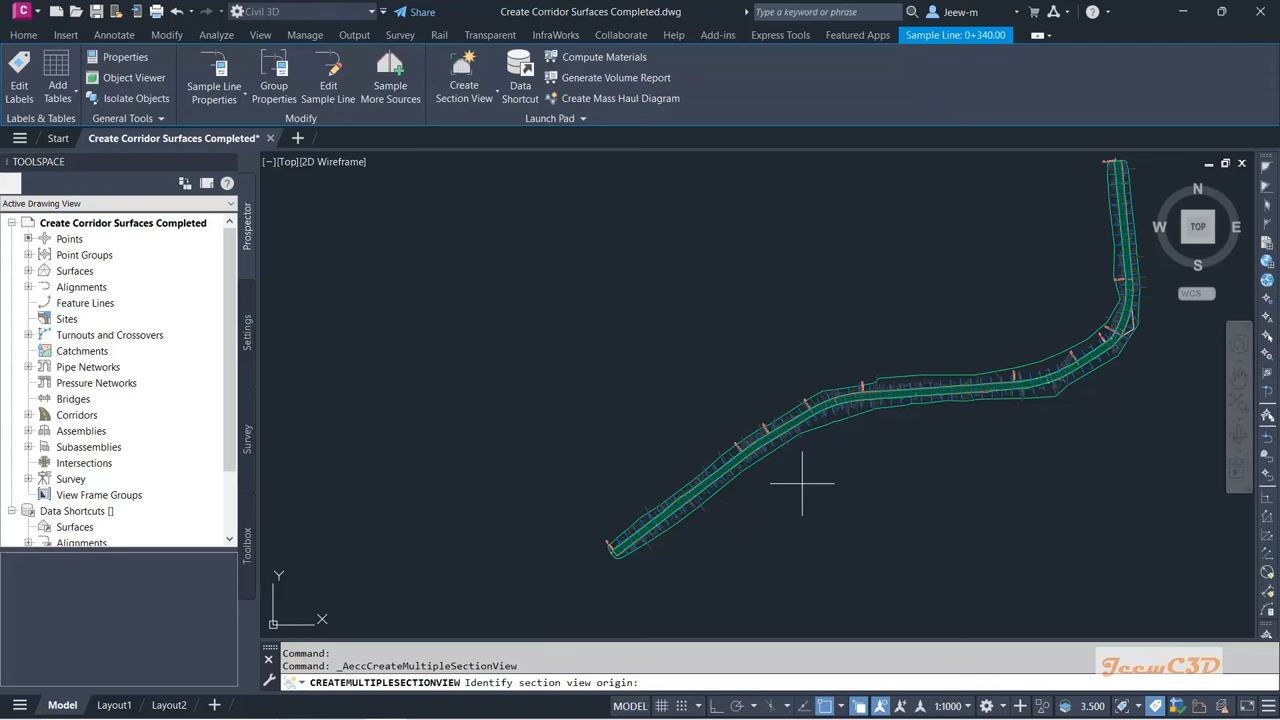 C
Civil 3D
Share
Create Corridor Surfaces Completed.dwg
Type a keyword or phrase
Jeew-m
?
Home
Insert
Annotate
Modify
Analyze
View
Manage
Output
Survey
Rail
Transparent
InfraWorks
Collaborate
Help
Add-ins
Express Tools
Featured Apps
Sample Line: 0+340.00
Edit
Labels
Add
Tables
Properties
Object Viewer
Isolate Objects
Sample Line
Properties
Group
Properties
Edit
Sample Line
Sample
More Sources
Create
Section View
Data
Shortcut
Compute Materials
Generate Volume Report
Create Mass Haul Diagram
Labels & Tables
General Tools
Modify
Launch Pad
Start
Create Corridor Surfaces Completed*
TOOLSPACE
[−][Top][2D Wireframe]
?
Active Drawing View
Create Corridor Surfaces Completed
Points
Point Groups
Surfaces
Alignments
Feature Lines
Sites
Turnouts and Crossovers
Catchments
Pipe Networks
Pressure Networks
Bridges
Corridors
Assemblies
Subassemblies
Intersections
Survey
View Frame Groups
Data Shortcuts []
Surfaces
Alignments
Prospector
Settings
Survey
Toolbox
N
W
TOP
E
S
WCS
Y
X
Command:
Command: _AeccCreateMultipleSectionView
CREATEMULTIPLESECTIONVIEW Identify section view origin:
JeewC3D
Model
Layout1
Layout2
MODEL
1:1000
3.500